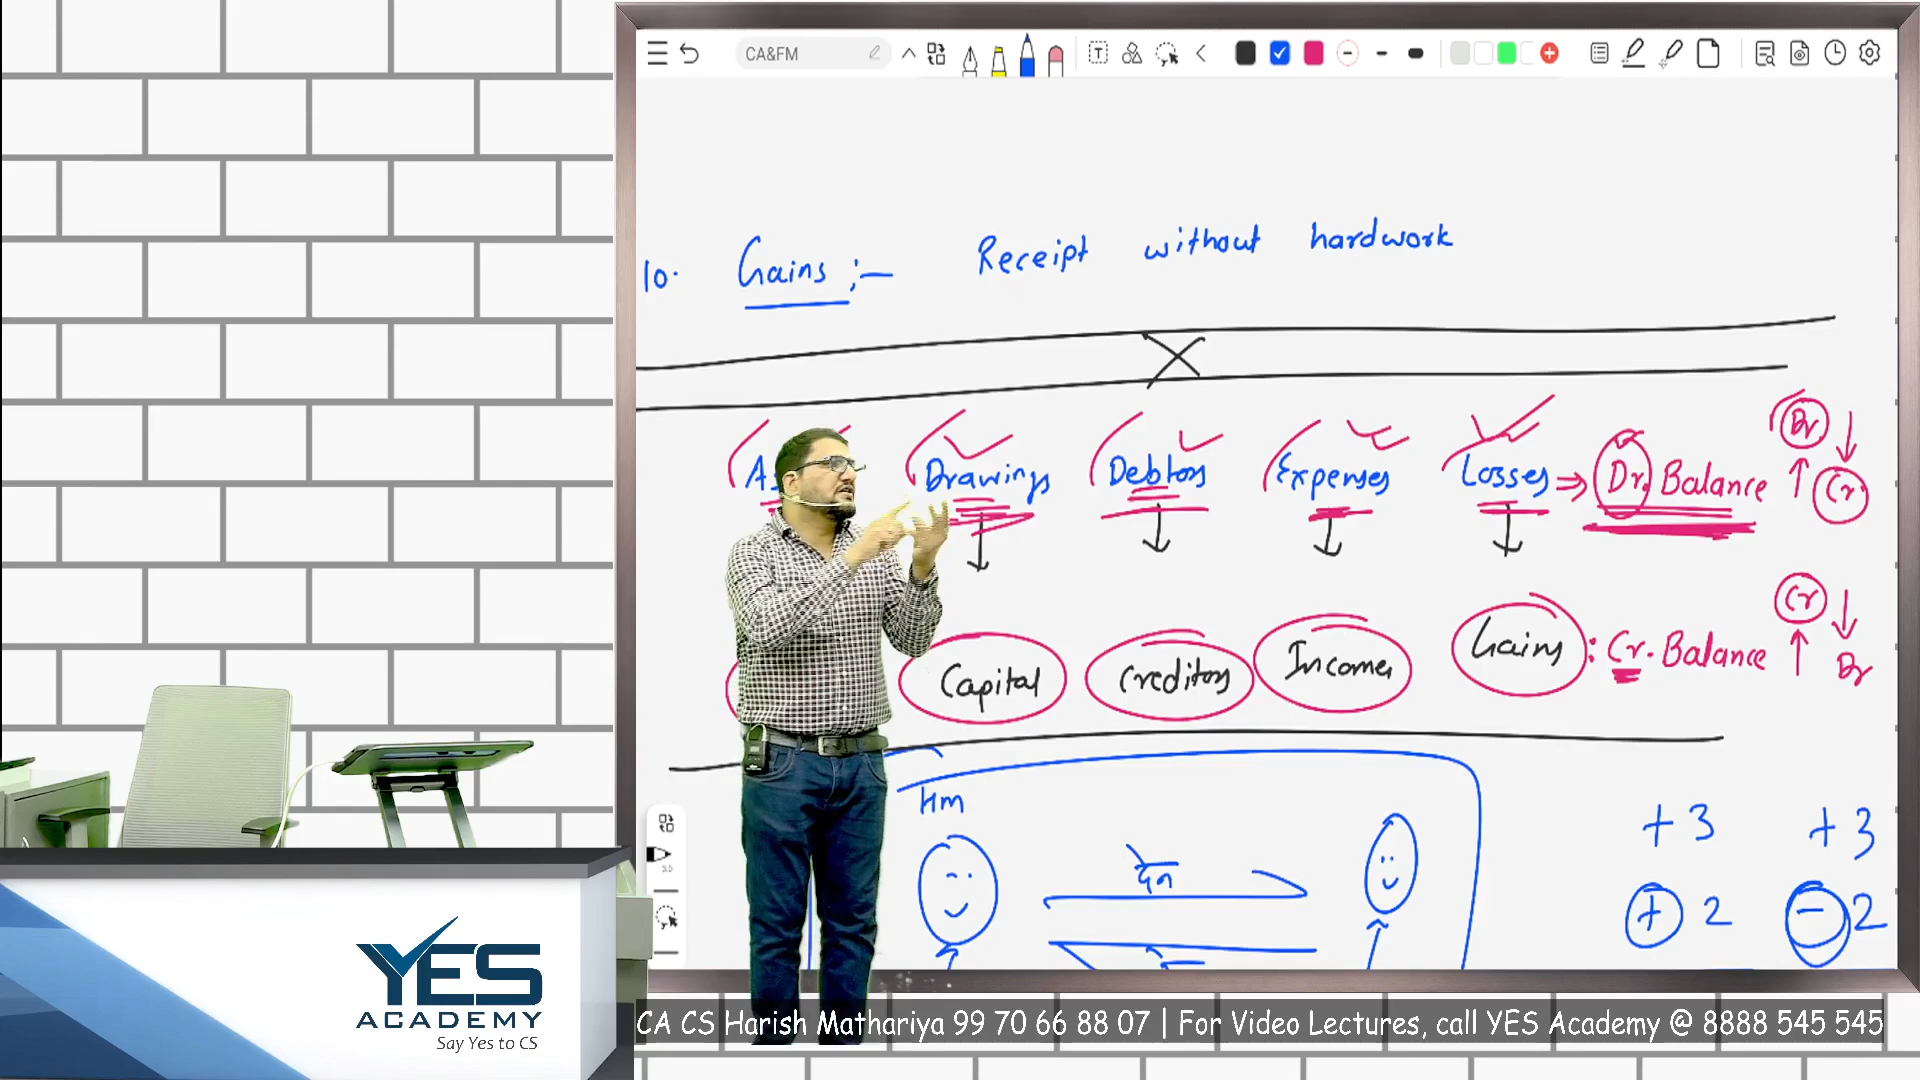 CA&FM
10. Gains :- Receipt without hardwork
Drawings Debtors Expenses Losses ⇒ Dr. Balance Dr ↓
↑ Cr
Capital Creditors Incomes Gains : Cr. Balance Cr ↓
↑ Dr
Hm
+3 +3
+ 2 - 2
YES
ACADEMY
Say Yes to CS
CA CS Harish Mathariya 99 70 66 88 07 | For Video Lectures, call YES Academy @ 8888 545 545